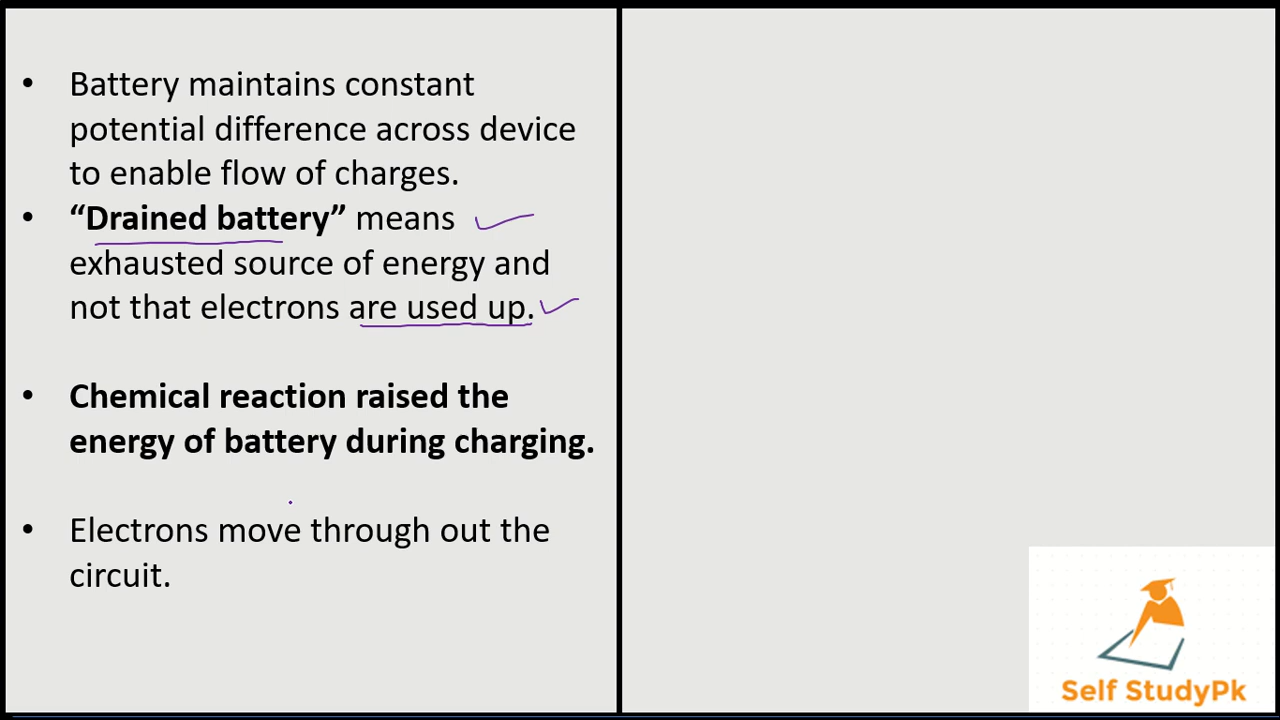 • Battery maintains constant
potential difference across device
to enable flow of charges.
• “Drained battery” means
exhausted source of energy and
not that electrons are used up.
• Chemical reaction raised the
energy of battery during charging.
• Electrons move through out the
circuit.
Self StudyPk